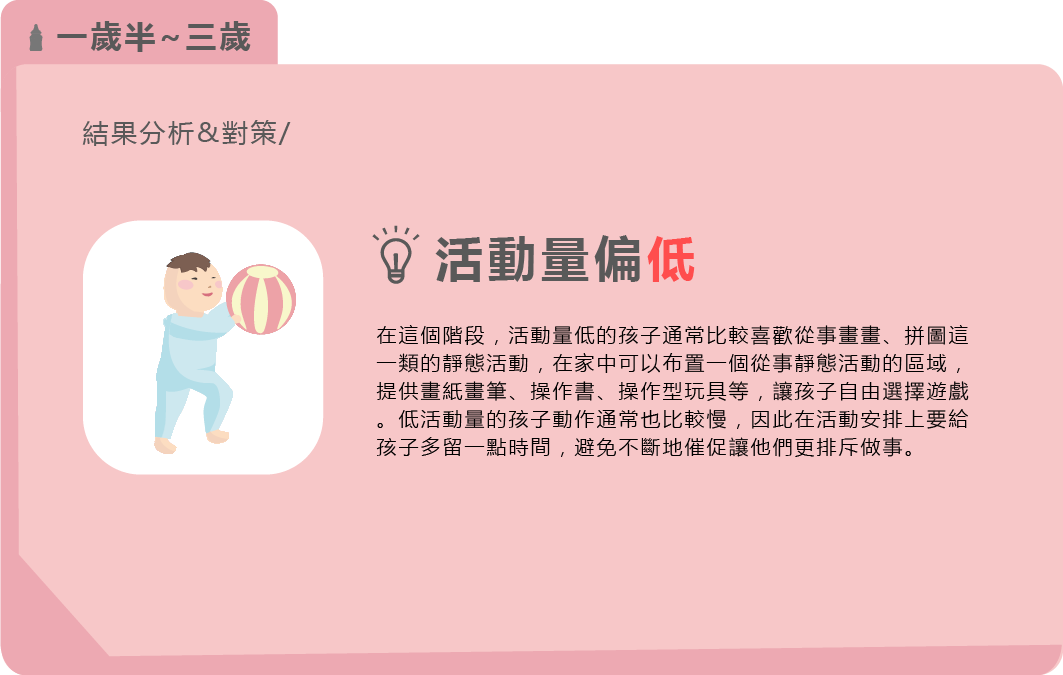 一歲半~三歲
結果分析&對策/
活動量偏低
在這個階段，活動量低的孩子通常比較喜歡從事畫畫、拼圖這
一類的靜態活動，在家中可以布置一個從事靜態活動的區域，
提供畫紙畫筆、操作書、操作型玩具等，讓孩子自由選擇遊戲
。低活動量的孩子動作通常也比較慢，因此在活動安排上要給
孩子多留一點時間，避免不斷地催促讓他們更排斥做事。